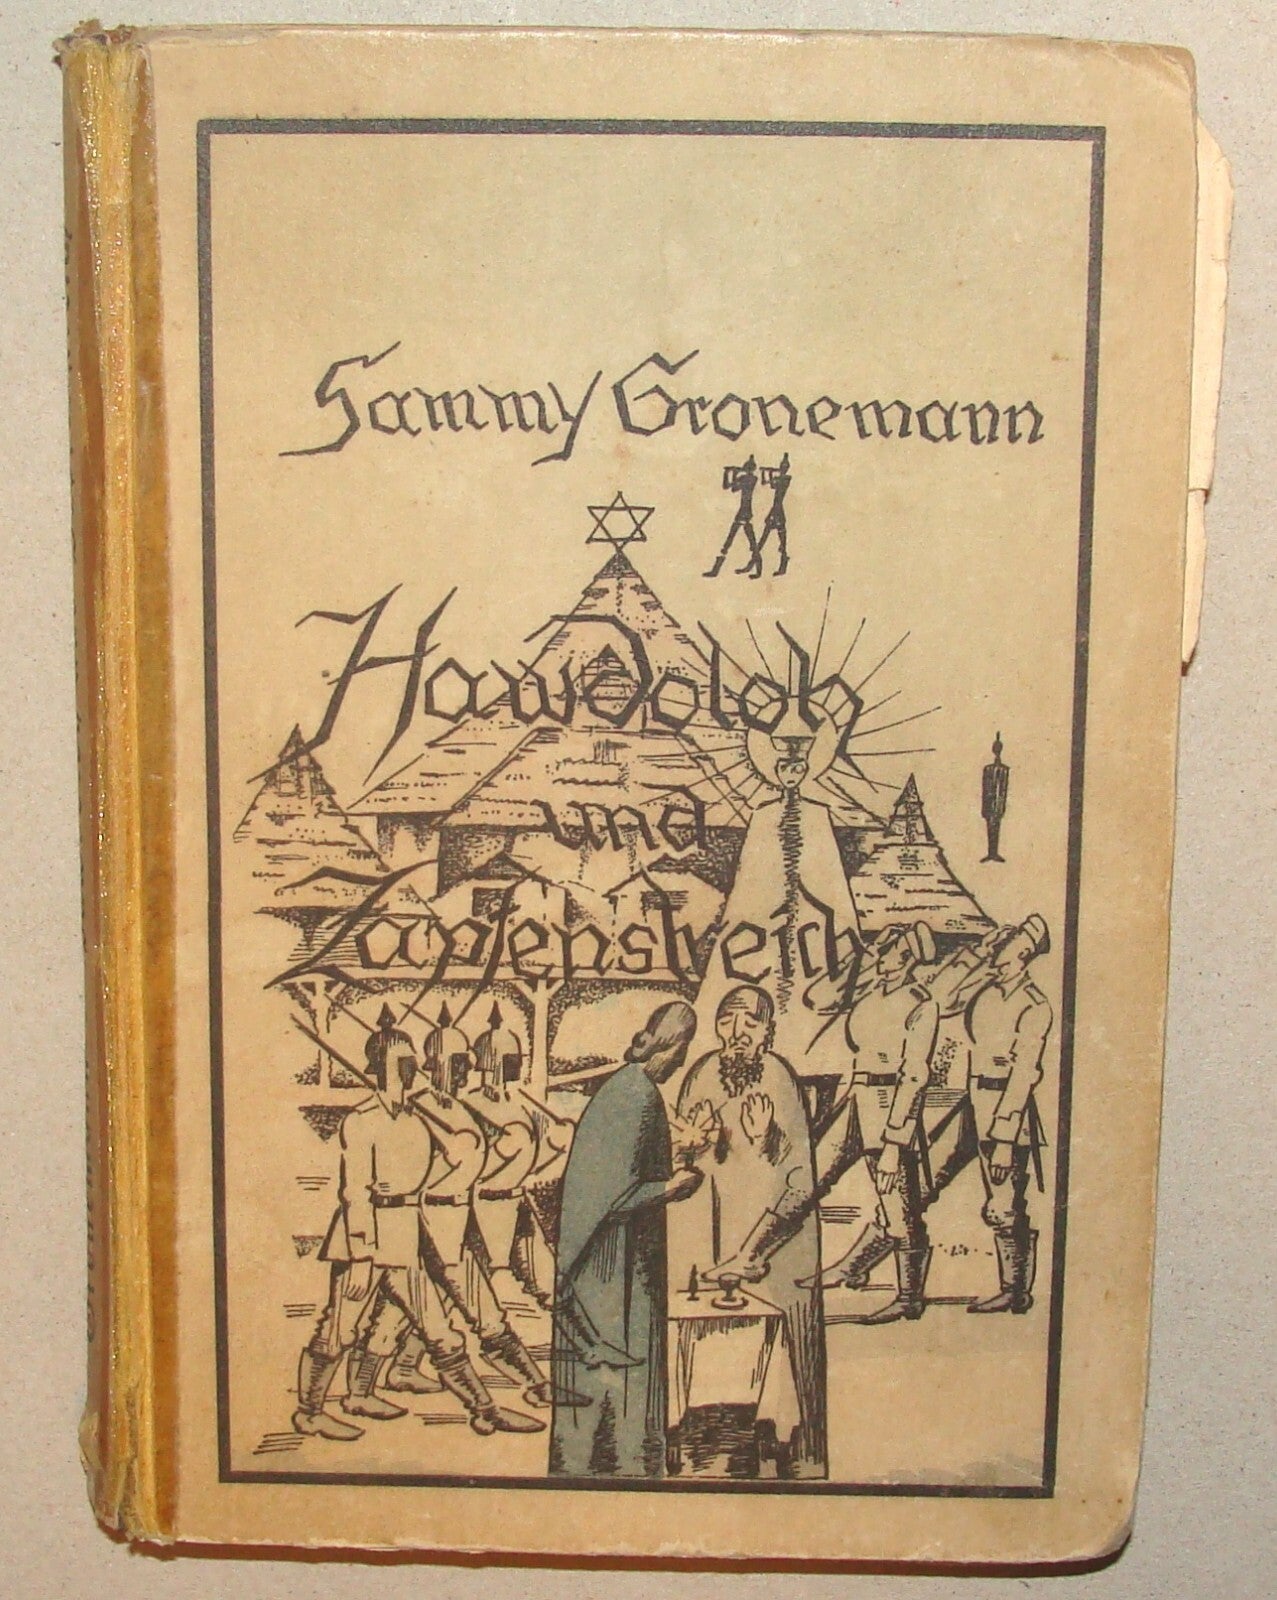 Sammy Gronemann
Hawdoloh
und
Zapfenstreich